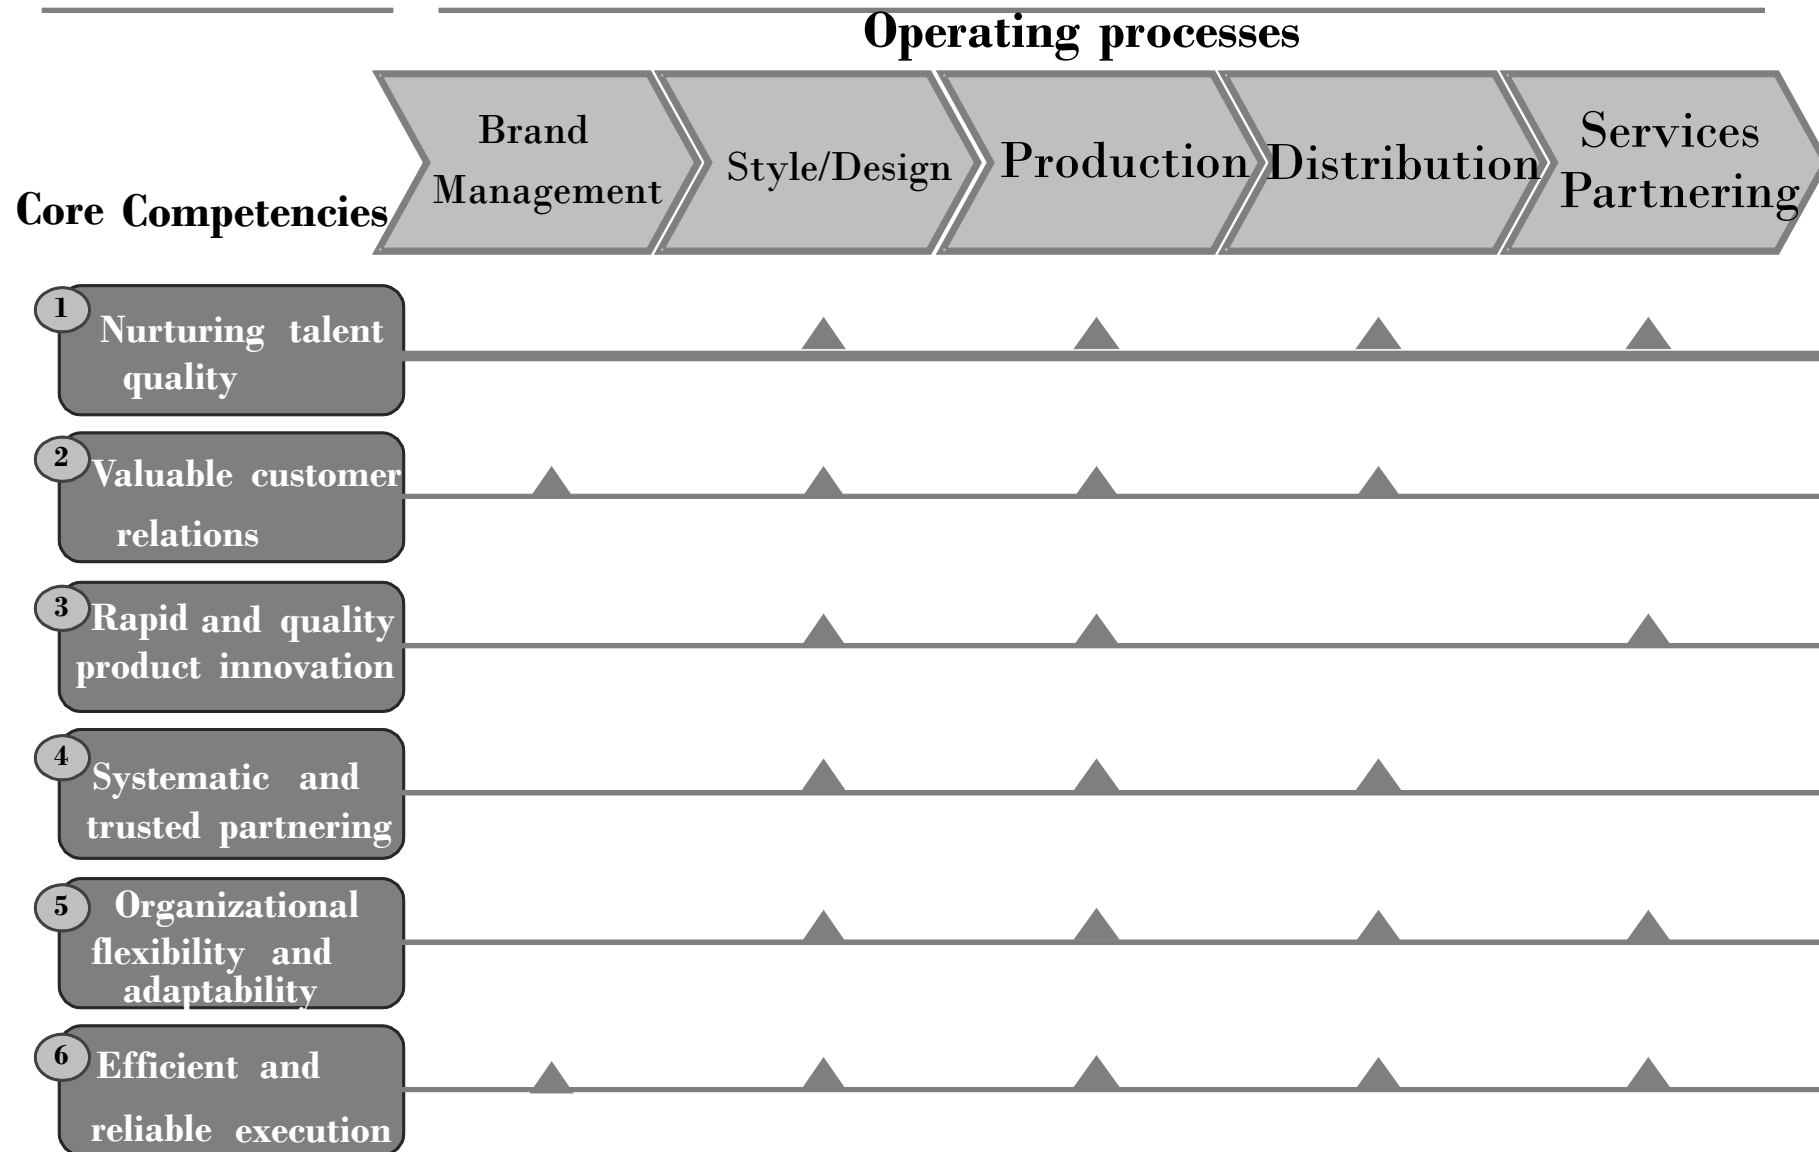 Operating processes
Brand
Management
Style/Design
Production
Distribution
Services
Partnering
Core Competencies
1
Nurturing talent
quality
2
Valuable customer
relations
3
Rapid and quality
product innovation
4
Systematic and
trusted partnering
5
Organizational
flexibility and
adaptability
6
Efficient and
reliable execution